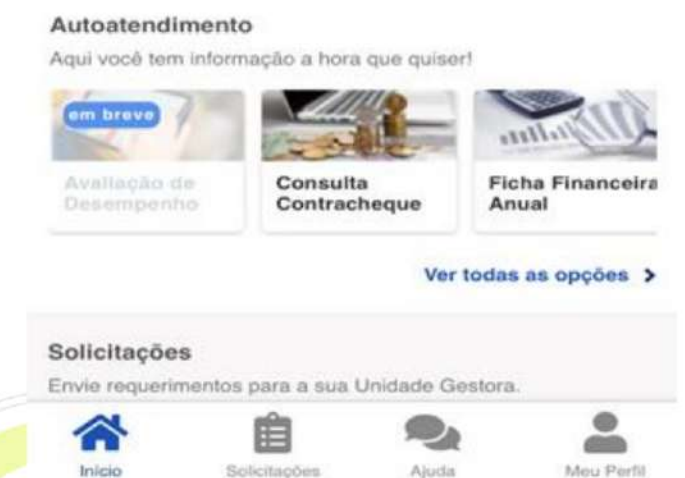 Autoatendimento
Aqui você tem informação a hora que quiser!
em breve
Avaliação de
Desempenho
Consulta
Contracheque
Ficha Financeira
Anual
Ver todas as opções
Solicitações
Envie requerimentos para a sua Unidade Gestora.
Início
Solicitações
Ajuda
Meu Perfil